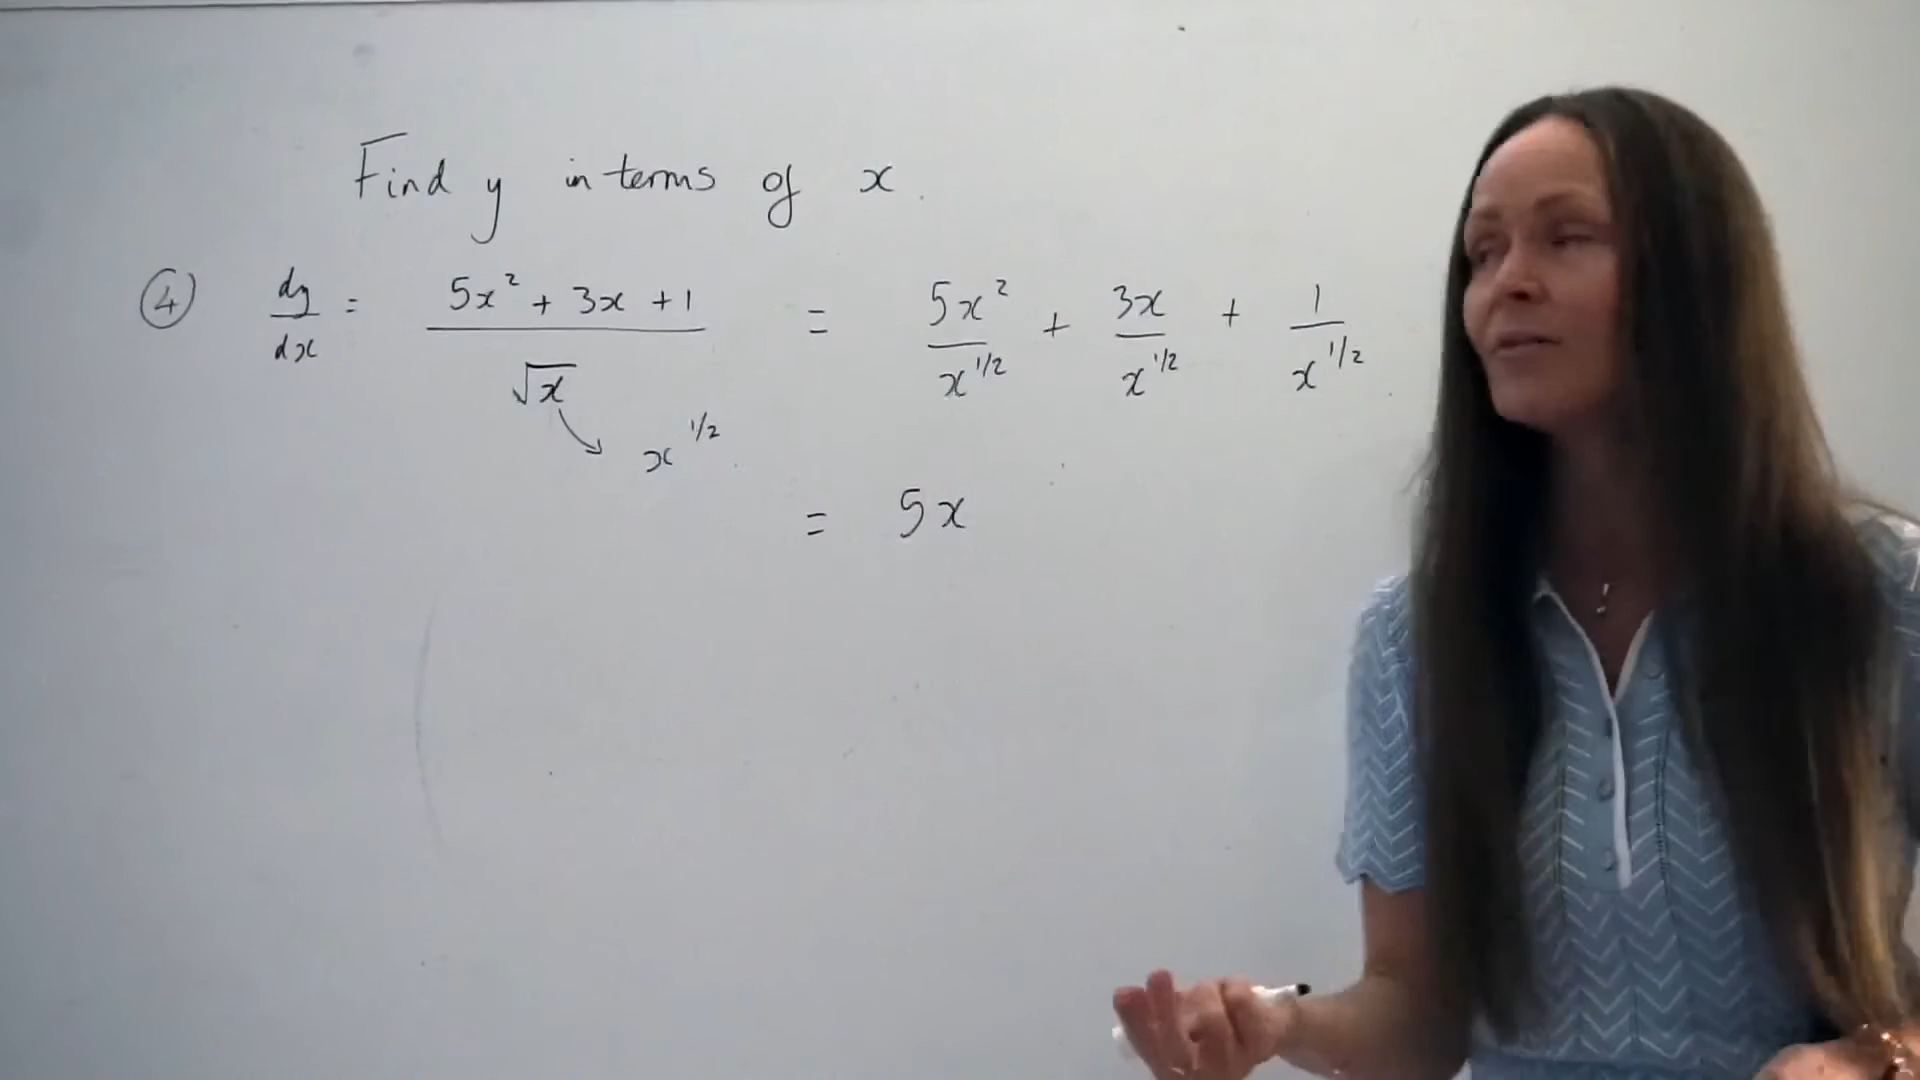 Find y in terms of x.
④ dy/dx = (5x² + 3x + 1)/√x = 5x²/x^1/2 + 3x/x^1/2 + 1/x^1/2
x^1/2
= 5x